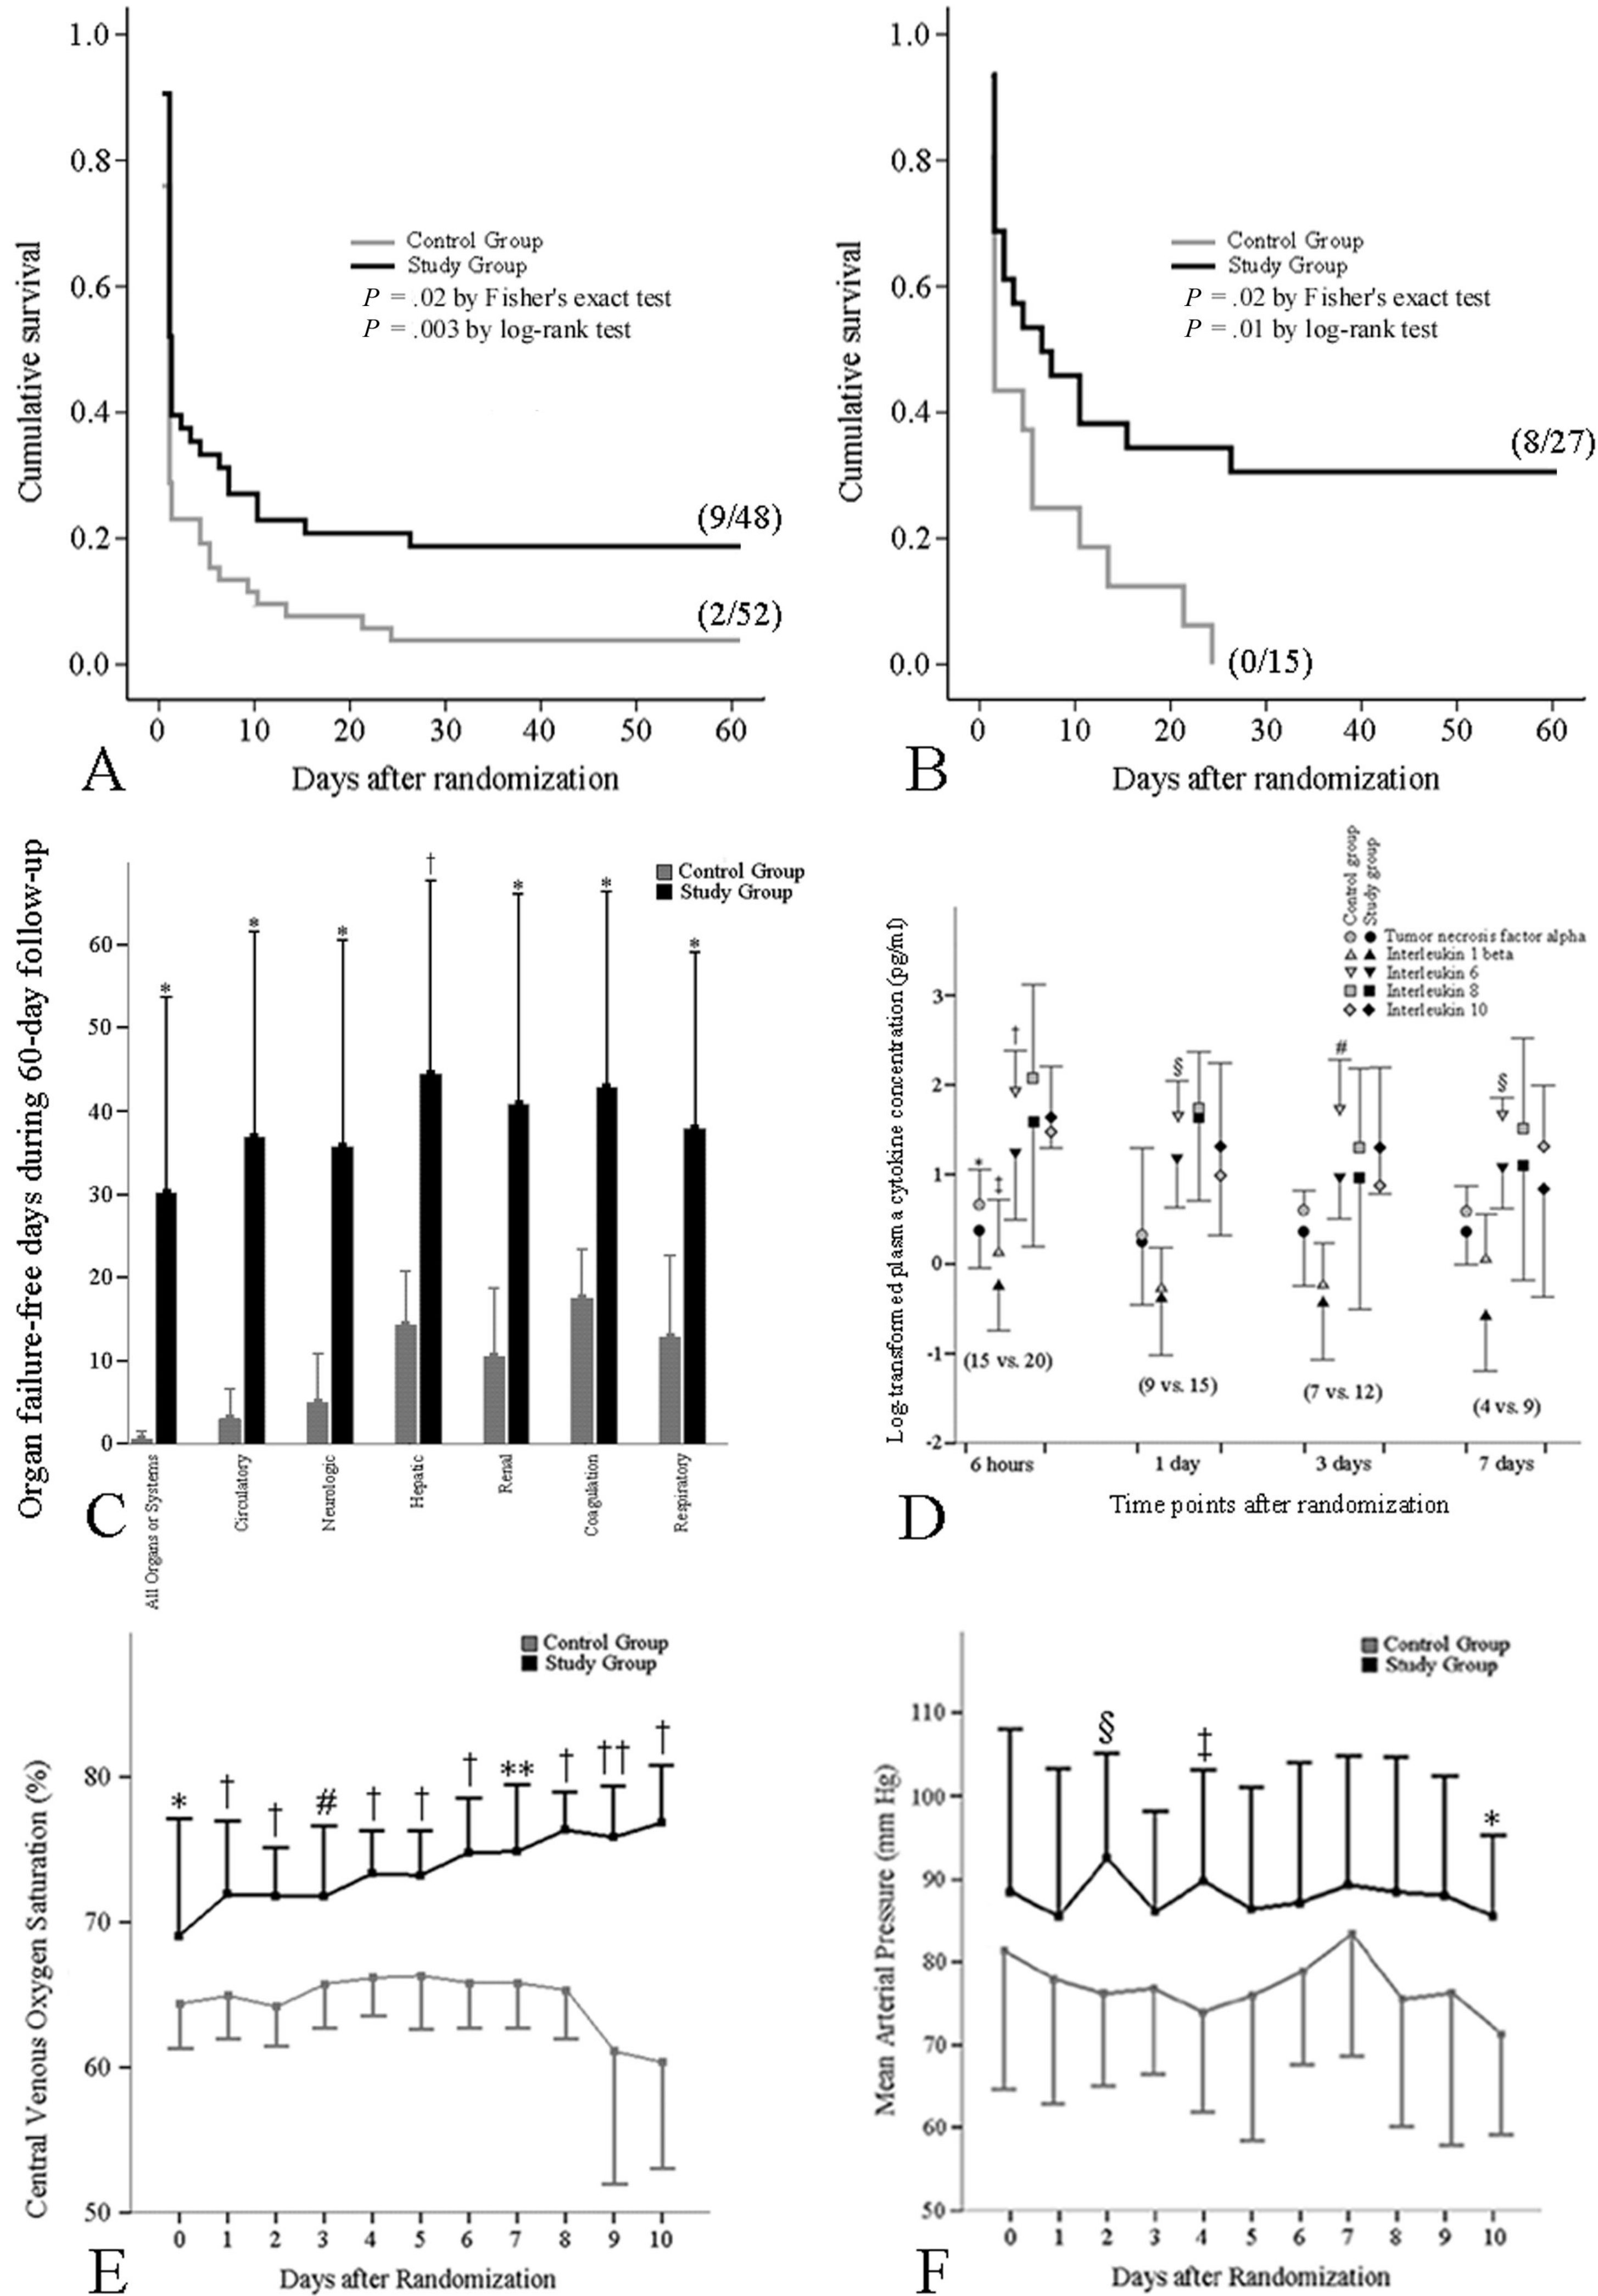 1.0
0.8
0.6
0.4
0.2
0.0
Cumulative survival
Control Group
Study Group
P = .02 by Fisher's exact test
P = .003 by log-rank test
(9/48)
(2/52)
0 10 20 30 40 50 60
Days after randomization
A
1.0
0.8
0.6
0.4
0.2
0.0
Cumulative survival
Control Group
Study Group
P = .02 by Fisher's exact test
P = .01 by log-rank test
(8/27)
(0/15)
0 10 20 30 40 50 60
Days after randomization
B
Organ failure-free days during 60-day follow-up
60
50
40
30
20
10
0
Control Group
Study Group
* * * † * * *
All Organs or Systems
Circulatory
Neurologic
Hepatic
Renal
Coagulation
Respiratory
C
Log-transformed plasma cytokine concentration (pg/ml)
3
2
1
0
-1
-2
Control group
Study group
Tumor necrosis factor alpha
Interleukin 1 beta
Interleukin 6
Interleukin 8
Interleukin 10
* ‡ † § # §
(15 vs. 20)
(9 vs. 15)
(7 vs. 12)
(4 vs. 9)
6 hours 1 day 3 days 7 days
Time points after randomization
D
Central Venous Oxygen Saturation (%)
80
70
60
50
Control Group
Study Group
* † † # † † † ** † †† †
0 1 2 3 4 5 6 7 8 9 10
Days after Randomization
E
Mean Arterial Pressure (mm Hg)
110
100
90
80
70
60
50
Control Group
Study Group
§ ‡ *
0 1 2 3 4 5 6 7 8 9 10
Days after Randomization
F